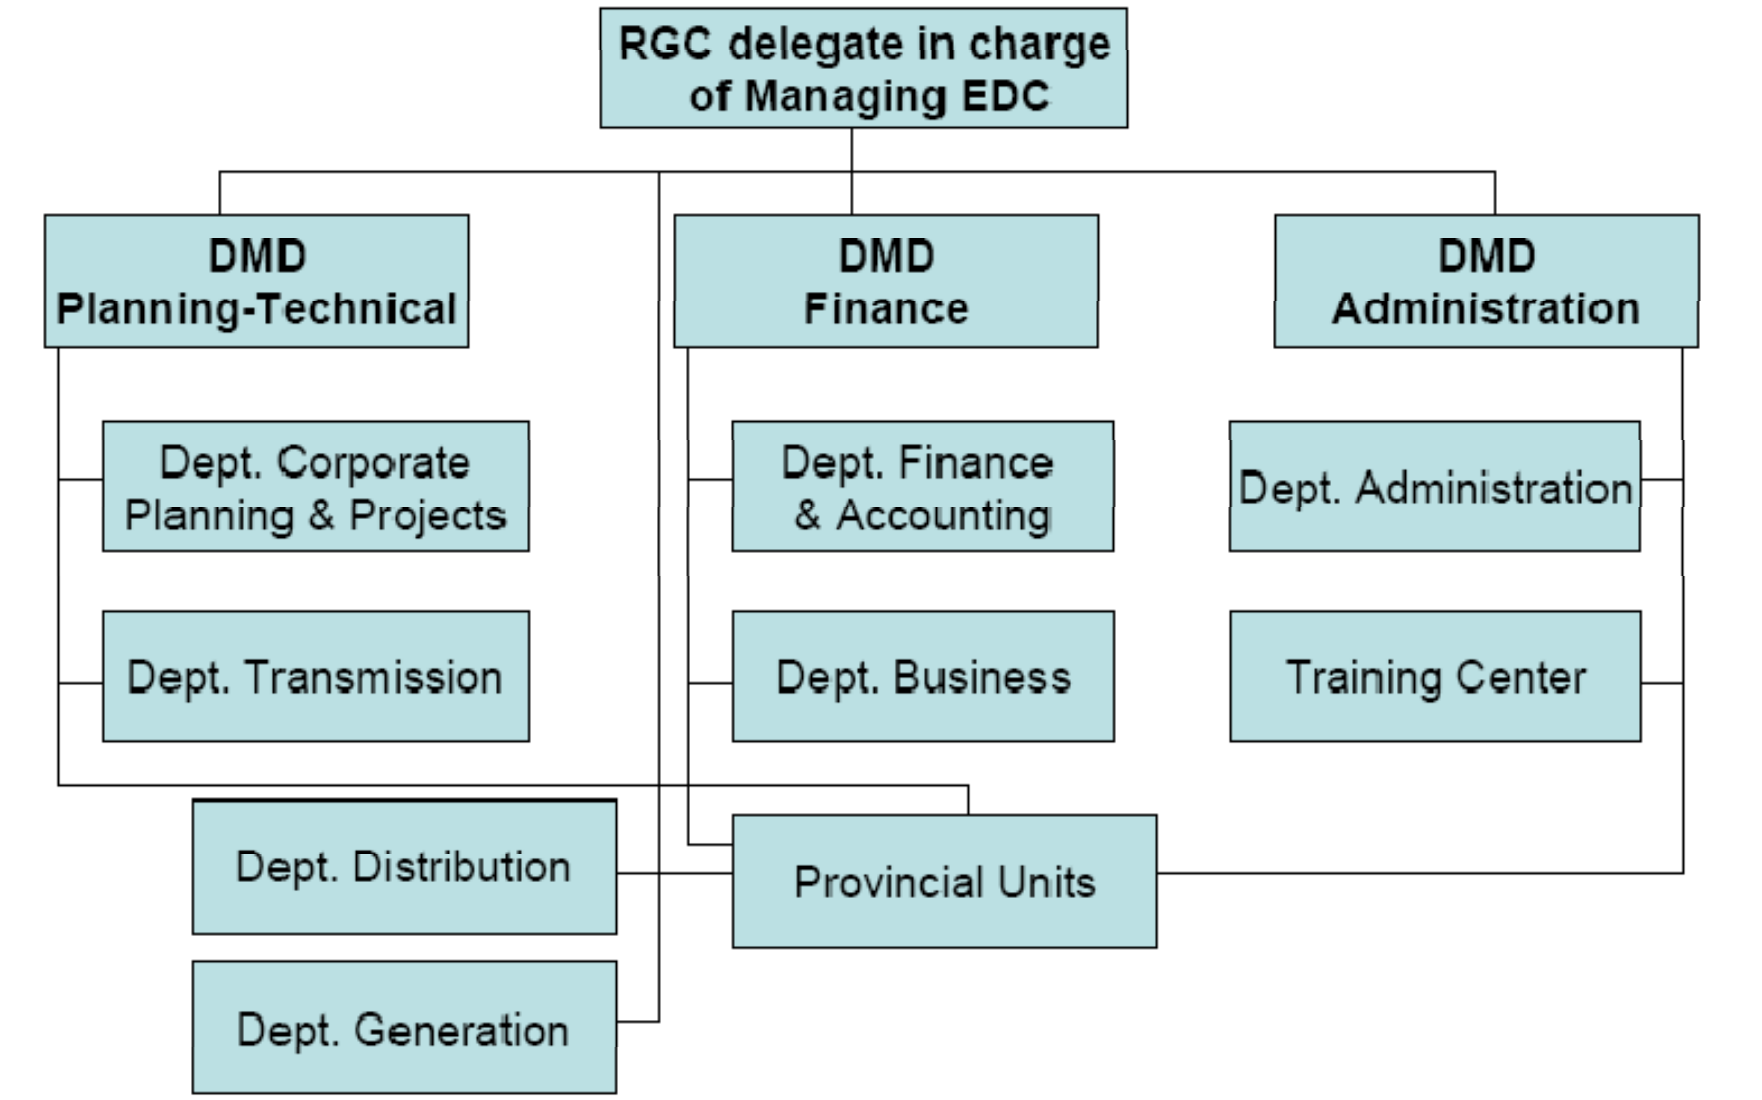 RGC delegate in charge
of Managing EDC
DMD
Planning-Technical
DMD
Finance
DMD
Administration
Dept. Corporate
Planning & Projects
Dept. Finance
& Accounting
Dept. Administration
Dept. Transmission
Dept. Business
Training Center
Dept. Distribution
Provincial Units
Dept. Generation